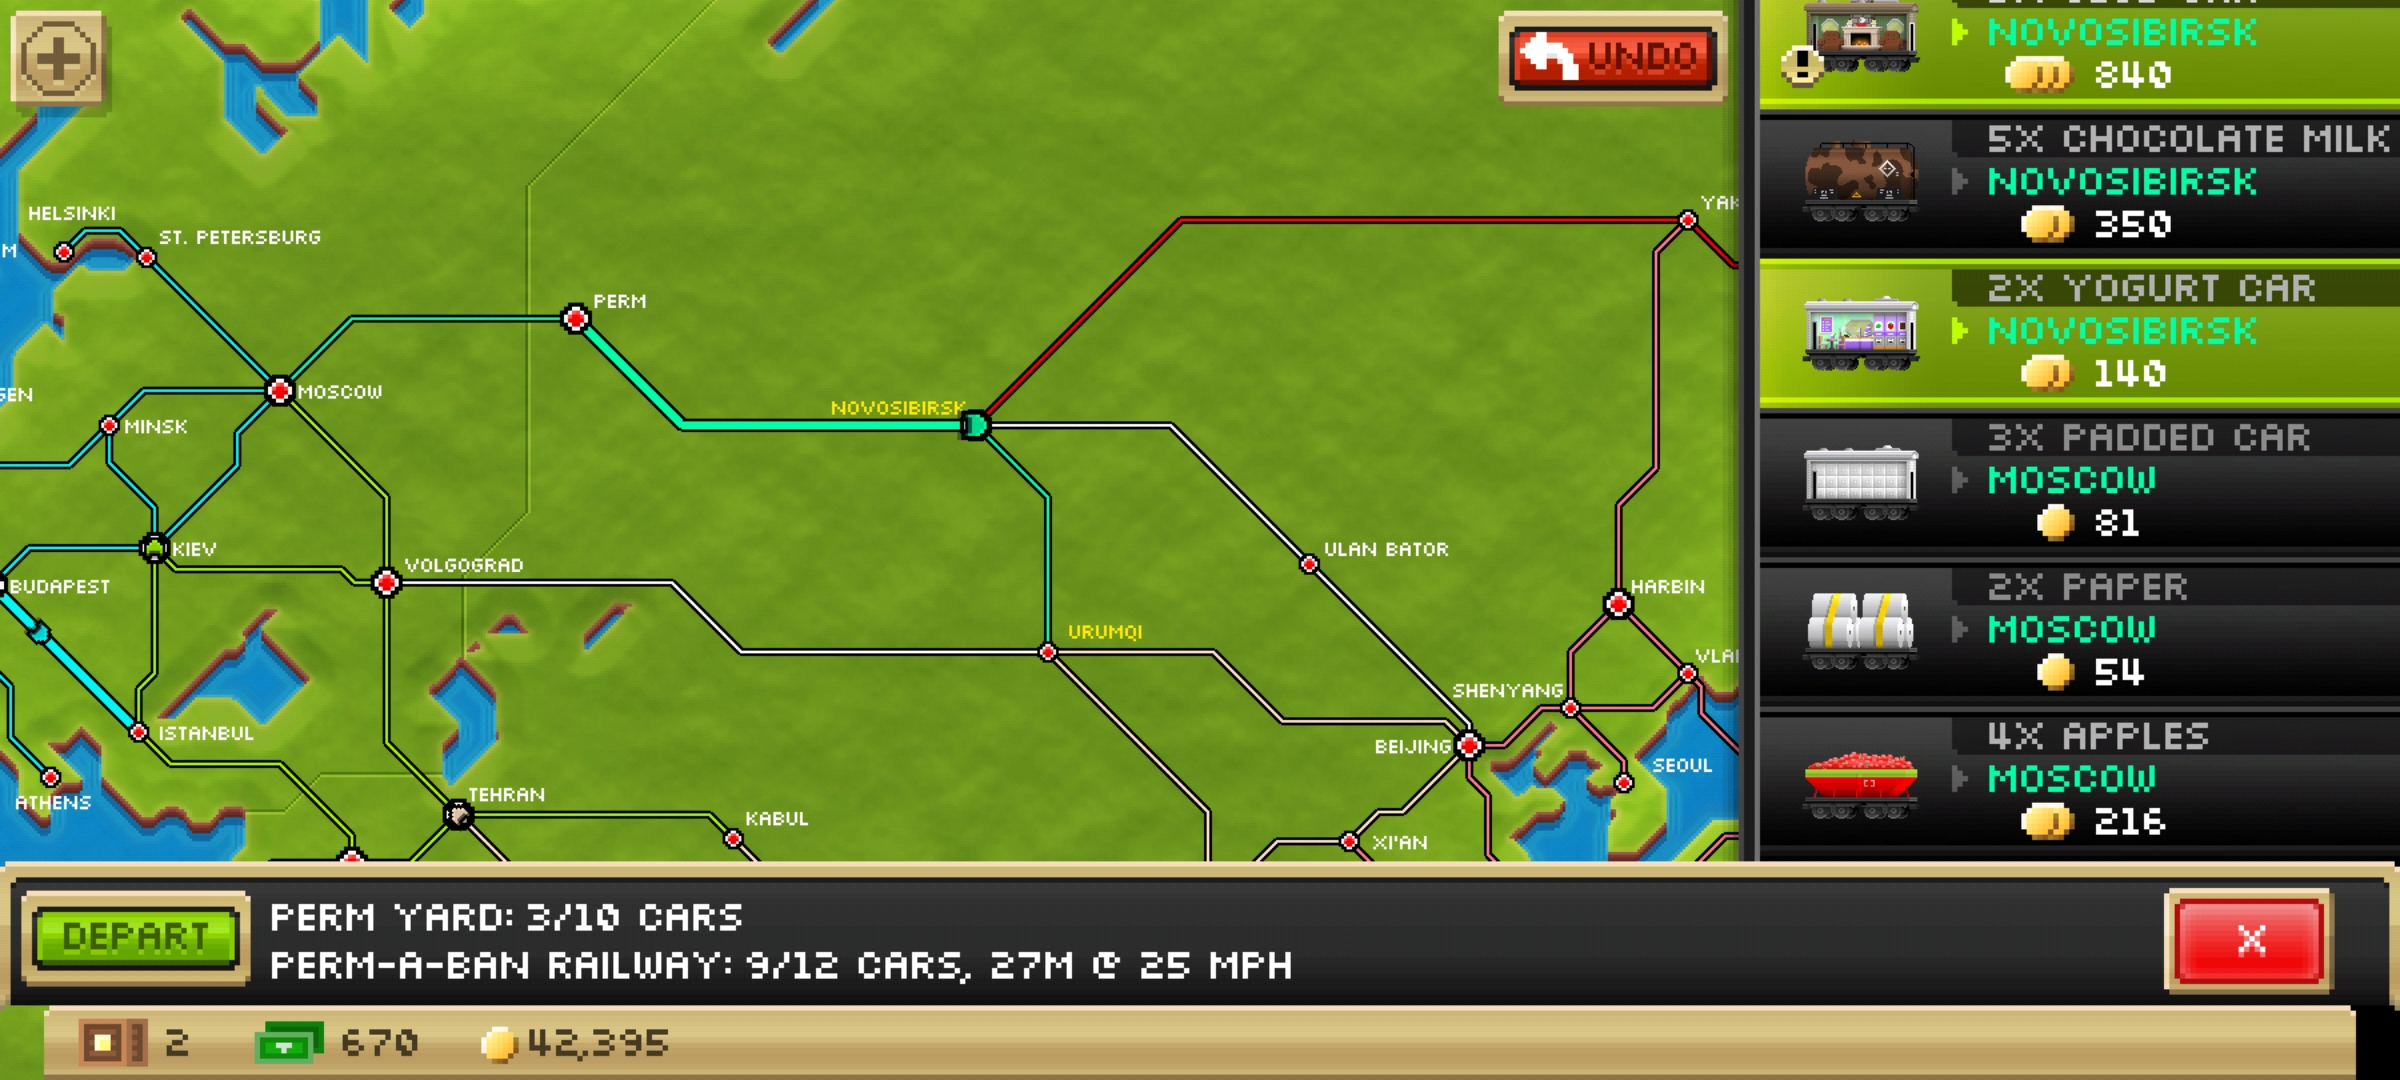 UNDO
NOVOSIBIRSK
840
5X CHOCOLATE MILK
NOVOSIBIRSK
350
2X YOGURT CAR
NOVOSIBIRSK
140
3X PADDED CAR
MOSCOW
81
2X PAPER
MOSCOW
54
4X APPLES
MOSCOW
216
YAK
HELSINKI
ST. PETERSBURG
M
PERM
MOSCOW
GEN
NOVOSIBIRSK
MINSK
KIEV
ULAN BATOR
VOLGOGRAD
BUDAPEST
HARBIN
URUMQI
VLA
SHENYANG
ISTANBUL
BEIJING
SEOUL
ATHENS
TEHRAN
KABUL
XI'AN
DEPART
PERM YARD: 3/10 CARS
PERM-A-BAN RAILWAY: 9/12 CARS, 27M @ 25 MPH
X
2
670
42,395